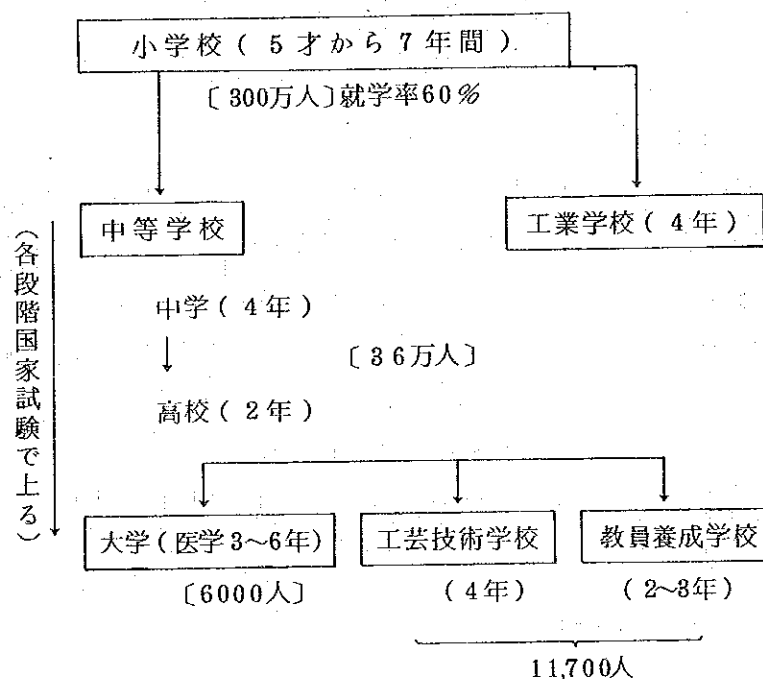 小学校(5才から7年間)
〔300万人〕就学率60%
中等学校
工業学校(4年)
(各段階国家試験で上る)
中学(4年)
〔36万人〕
高校(2年)
大学(医学3~6年)
工芸技術学校
教員養成学校
〔6000人〕
(4年)
(2~3年)
11,700人